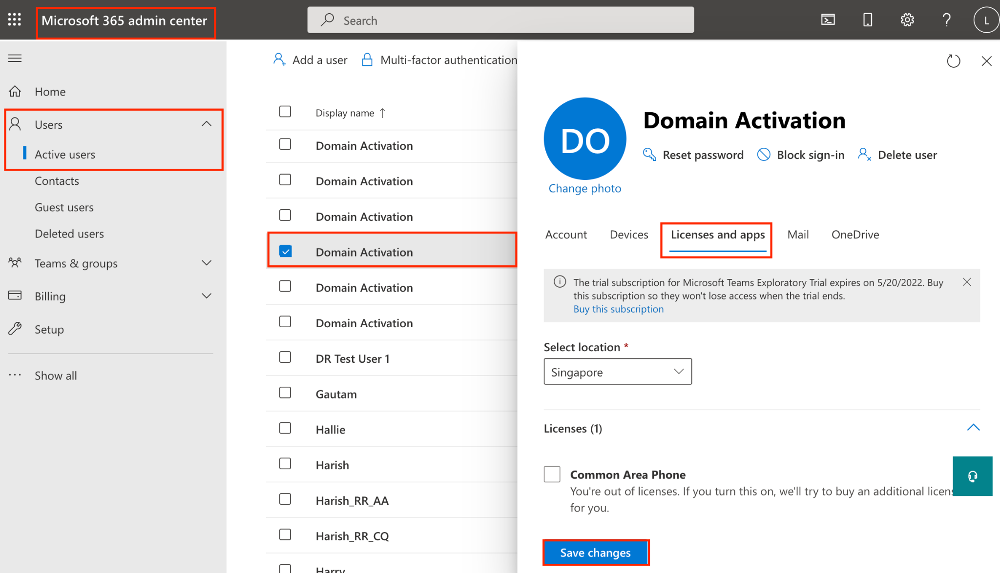 Microsoft 365 admin center
Search
L
Home
Users
Active users
Contacts
Guest users
Deleted users
Teams & groups
Billing
Setup
Show all
Add a user
Multi-factor authentication
Display name ↑
Domain Activation
Domain Activation
Domain Activation
Domain Activation
Domain Activation
Domain Activation
DR Test User 1
Gautam
Hallie
Harish
Harish_RR_AA
Harish_RR_CQ
Harry
DO
Change photo
Domain Activation
Reset password
Block sign-in
Delete user
Account
Devices
Licenses and apps
Mail
OneDrive
The trial subscription for Microsoft Teams Exploratory Trial expires on 5/20/2022. Buy
this subscription so they won't lose access when the trial ends.
Buy this subscription
Select location *
Singapore
Licenses (1)
Common Area Phone
You're out of licenses. If you turn this on, we'll try to buy an additional licens
for you.
Save changes